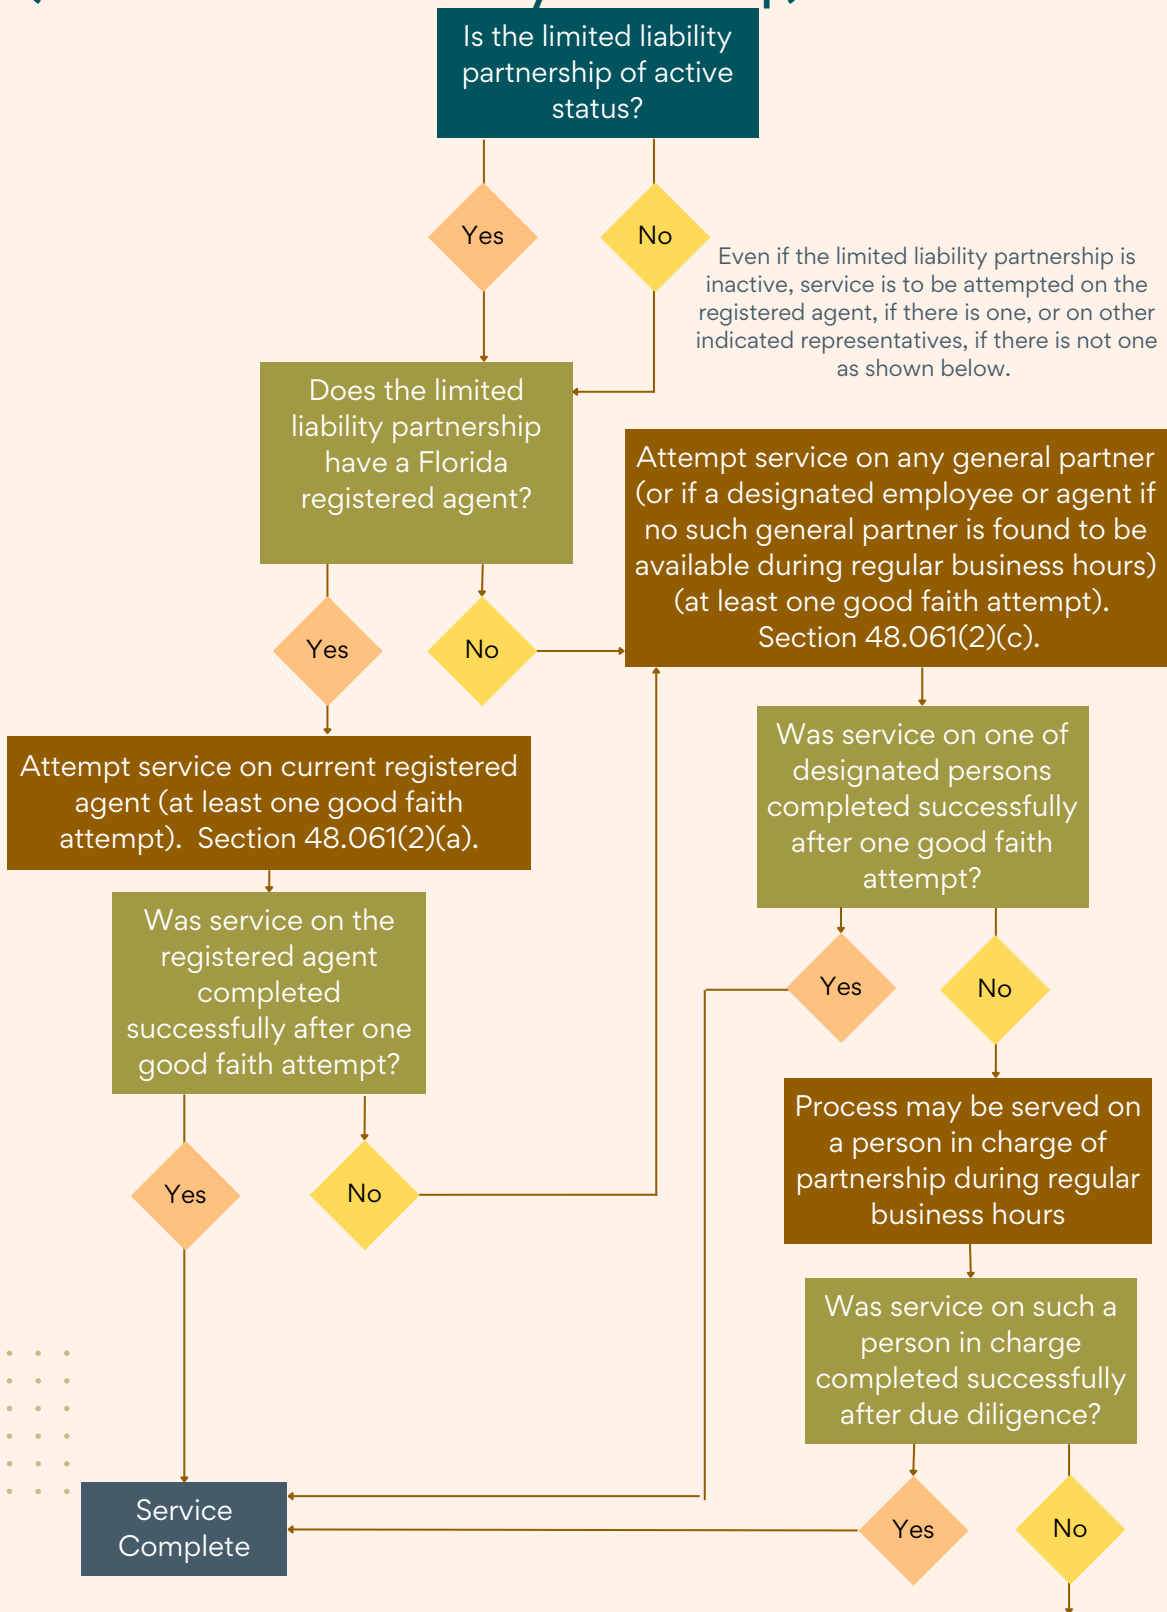 Is the limited liability
partnership of active
status?
Yes
No
Even if the limited liability partnership is
inactive, service is to be attempted on the
registered agent, if there is one, or on other
indicated representatives, if there is not one
as shown below.
Does the limited
liability partnership
have a Florida
registered agent?
Attempt service on any general partner
(or if a designated employee or agent if
no such general partner is found to be
available during regular business hours)
(at least one good faith attempt).
Section 48.061(2)(c).
Yes
No
Attempt service on current registered
agent (at least one good faith
attempt).  Section 48.061(2)(a).
Was service on one of
designated persons
completed successfully
after one good faith
attempt?
Was service on the
registered agent
completed
successfully after one
good faith attempt?
Yes
No
Process may be served on
a person in charge of
partnership during regular
business hours
Yes
No
Was service on such a
person in charge
completed successfully
after due diligence?
Service
Complete
Yes
No